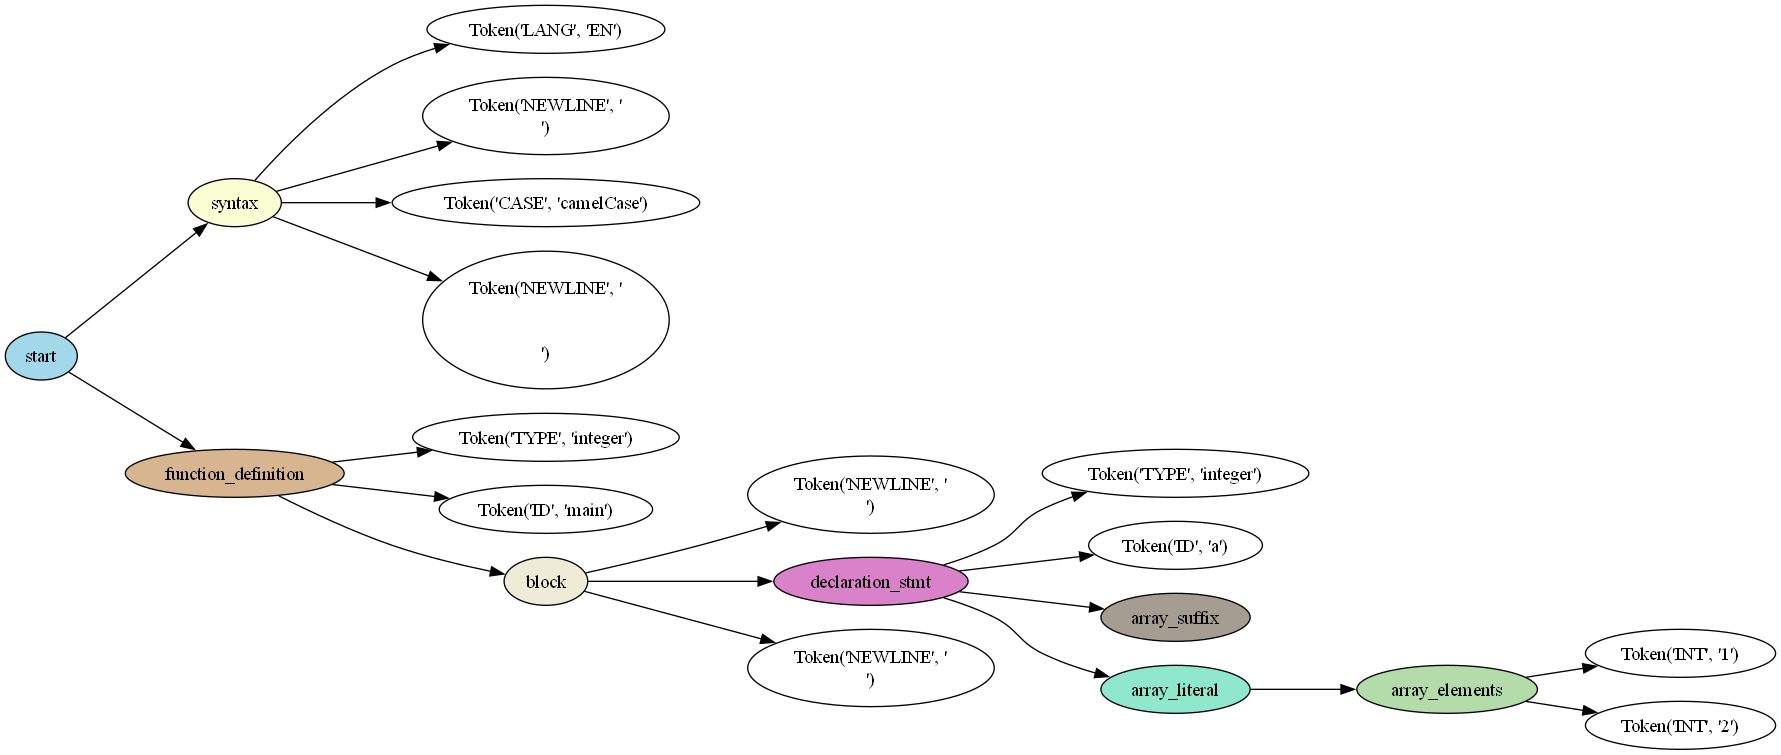 Token('LANG', 'EN')
Token('NEWLINE', '
')
syntax
Token('CASE', 'camelCase')
Token('NEWLINE', '
')
start
Token('TYPE', 'integer')
function_definition
Token('ID', 'main')
block
Token('NEWLINE', '
')
declaration_stmt
Token('NEWLINE', '
')
Token('TYPE', 'integer')
Token('ID', 'a')
array_suffix
array_literal
array_elements
Token('INT', '1')
Token('INT', '2')